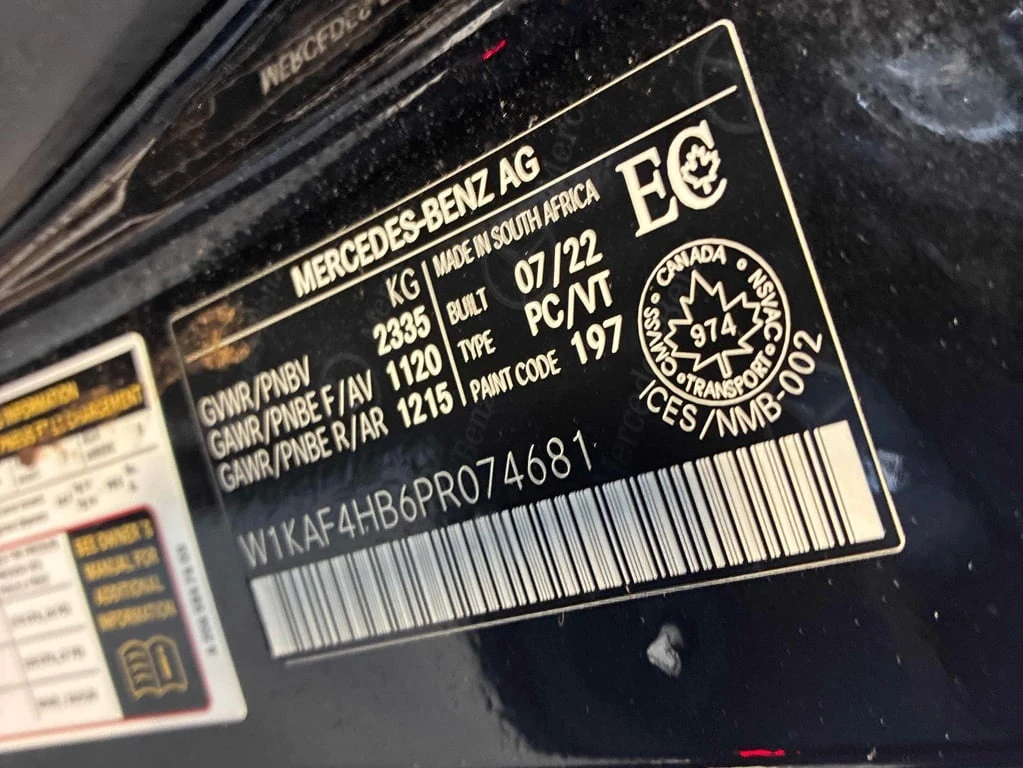 MERCEDES-BENZ AG
KG
GVWR/PNBV 2335
GAWR/PNBE F/AV 1120
GAWR/PNBE R/AR 1215
MADE IN SOUTH AFRICA
BUILT 07/22
TYPE PC/VT
PAINT CODE 197
EC
CANADA • NSVAC • TRANSPORT • CMVSS
974
ICES/NMB-002
W1KAF4HB6PR074681
INFORMATION
SEE OWNER'S
MANUAL FOR
ADDITIONAL
INFORMATION